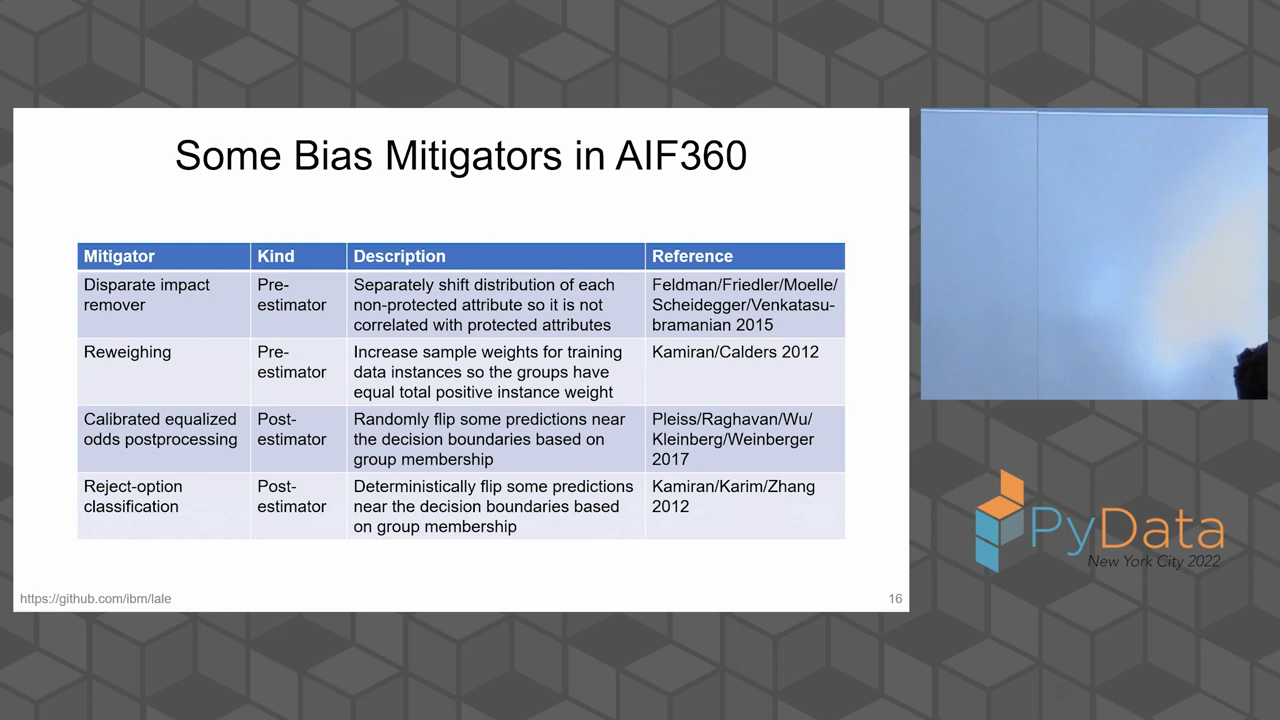 Some Bias Mitigators in AIF360
Mitigator Kind Description Reference
Disparate impact
remover
Pre-
estimator
Separately shift distribution of each
non-protected attribute so it is not
correlated with protected attributes
Feldman/Friedler/Moelle/
Scheidegger/Venkatasu-
bramanian 2015
Reweighing
Pre-
estimator
Increase sample weights for training
data instances so the groups have
equal total positive instance weight
Kamiran/Calders 2012
Calibrated equalized
odds postprocessing
Post-
estimator
Randomly flip some predictions near
the decision boundaries based on
group membership
Pleiss/Raghavan/Wu/
Kleinberg/Weinberger
2017
Reject-option
classification
Post-
estimator
Deterministically flip some predictions
near the decision boundaries based
on group membership
Kamiran/Karim/Zhang
2012
https://github.com/ibm/lale 16
PyData
New York City 2022